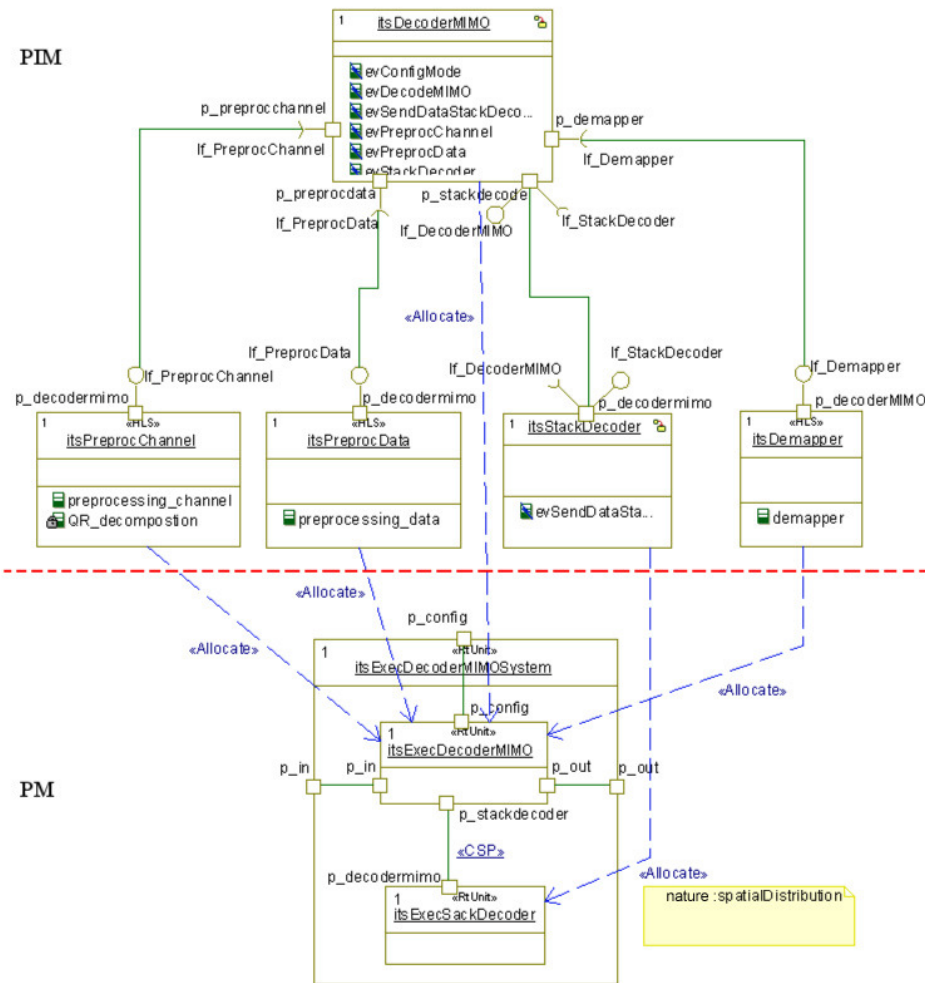 PIM
1
itsDecoderMIMO
evConfigMode
evDecodeMIMO
evSendDataStackDeco...
evPreprocChannel
evPreprocData
evStackDecoder
p_preprocchannel
If_PreprocChannel
p_demapper
If_Demapper
p_preprocdata
If_PreprocData
p_stackdecode
If_DecoderMIMO
If_StackDecoder
«Allocate»
If_PreprocChannel
If_PreprocData
If_DecoderMIMO
If_StackDecoder
If_Demapper
p_decodermimo
p_decodermimo
p_decodermimo
p_decoderMIMO
1
«HLS»
itsPreprocChannel
preprocessing_channel
QR_decompostion
1
«HLS»
itsPreprocData
preprocessing_data
1
itsStackDecoder
evSendDataSta...
1
«HLS»
itsDemapper
demapper
«Allocate»
«Allocate»
«Allocate»
«Allocate»
PM
p_config
1
«RtUnit»
itsExecDecoderMIMOSystem
p_config
1
«RtUnit»
itsExecDecoderMIMO
p_in
p_in
p_out
p_out
p_stackdecoder
«CSP»
p_decodermimo
1
«RtUnit»
itsExecSackDecoder
nature :spatialDistribution